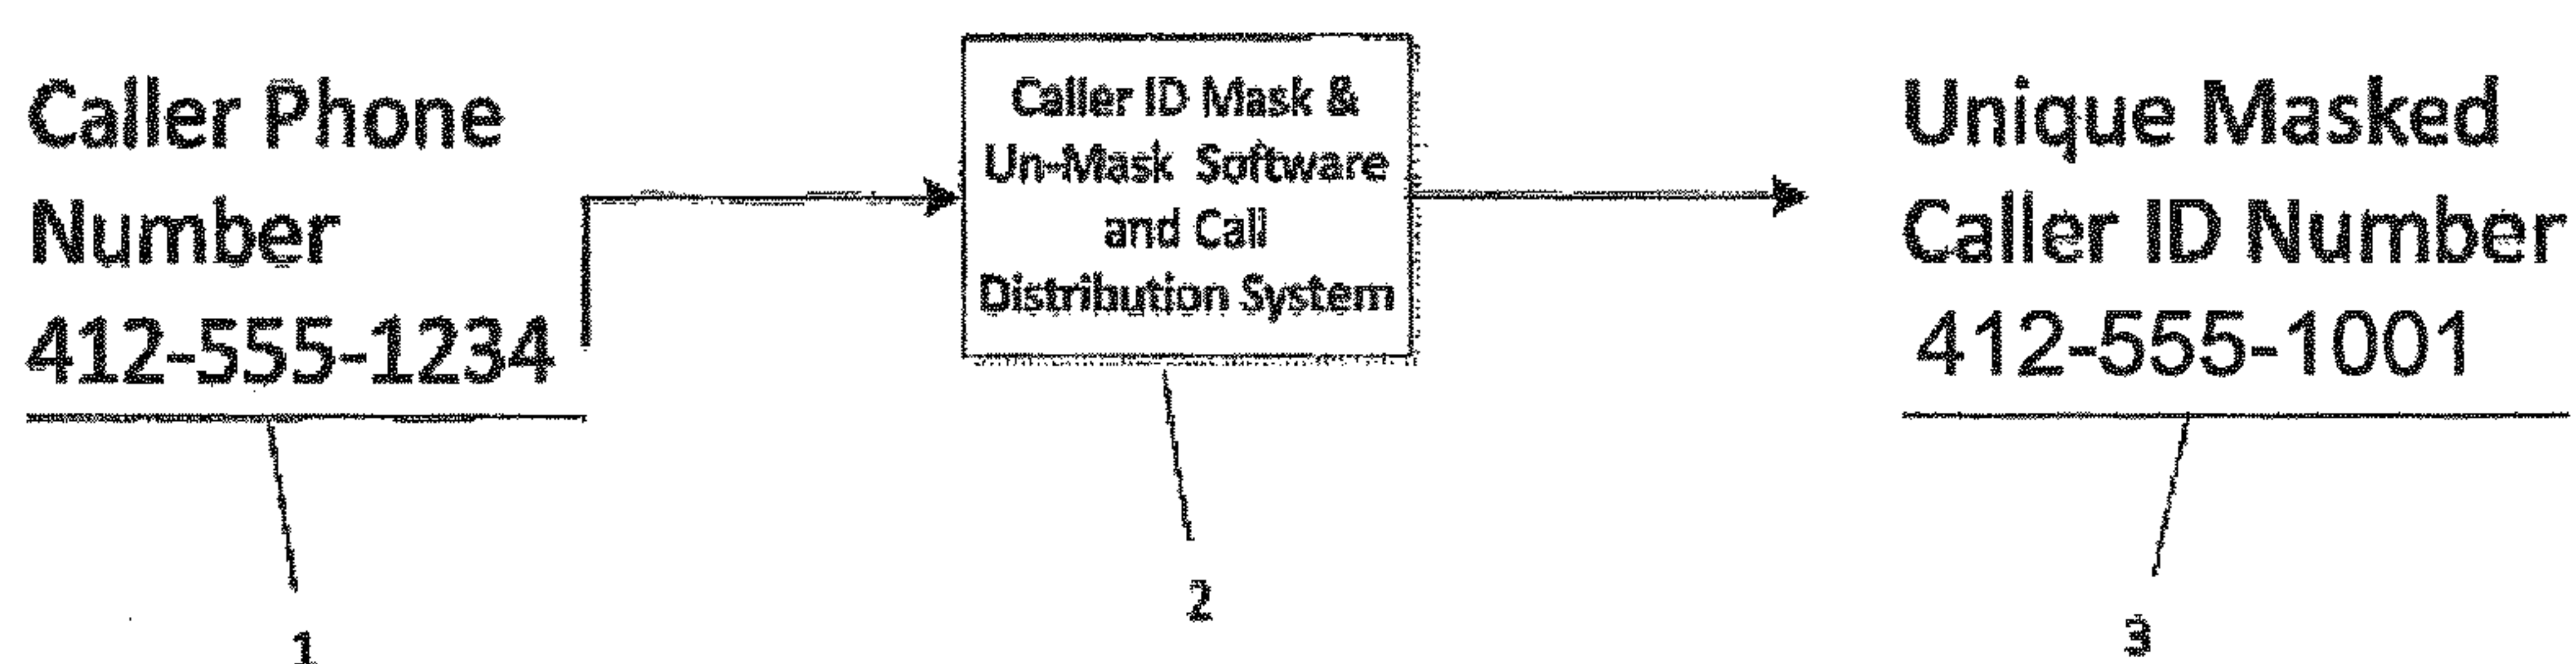 Caller Phone
Number
412-555-1234
Caller ID Mask &
Un-Mask Software
and Call
Distribution System
Unique Masked
Caller ID Number
412-555-1001
1
2
3